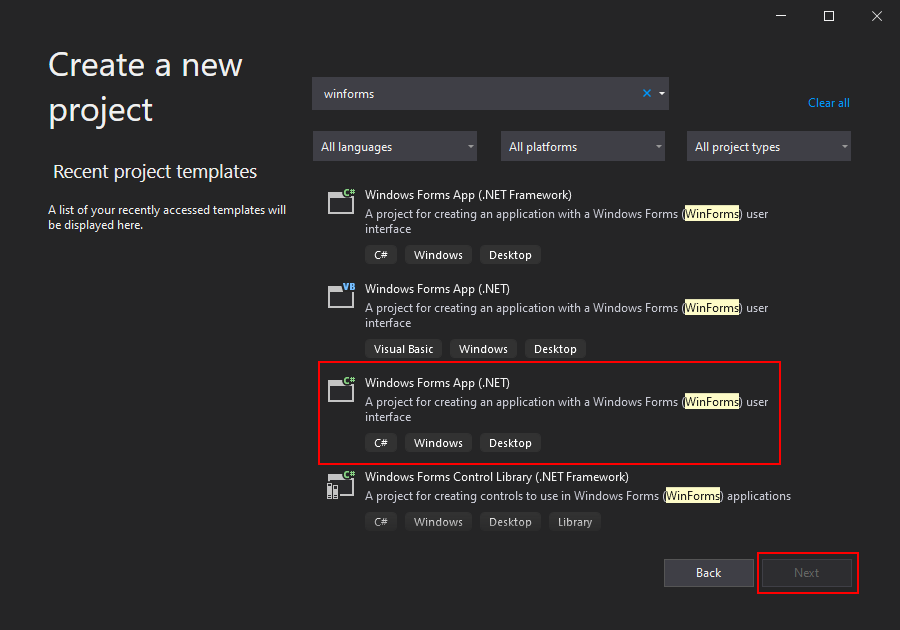 Create a new
project
Recent project templates
A list of your recently accessed templates will
be displayed here.
winforms
Clear all
All languages
All platforms
All project types
C#
Windows Forms App (.NET Framework)
A project for creating an application with a Windows Forms (WinForms) user
interface
C# Windows Desktop
VB
Windows Forms App (.NET)
A project for creating an application with a Windows Forms (WinForms) user
interface
Visual Basic Windows Desktop
C#
Windows Forms App (.NET)
A project for creating an application with a Windows Forms (WinForms) user
interface
C# Windows Desktop
C#
Windows Forms Control Library (.NET Framework)
A project for creating controls to use in Windows Forms (WinForms) applications
C# Windows Desktop Library
Back
Next